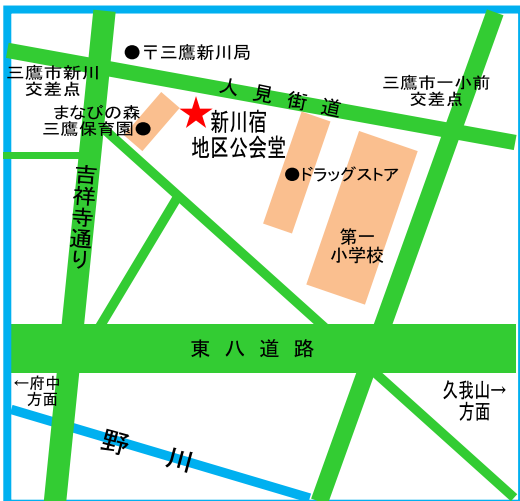 ●〒三鷹新川局
三鷹市新川
交差点
人見街道
三鷹市一小前
交差点
まなびの森
三鷹保育園●
★新川宿
地区公会堂
●ドラッグストア
吉祥寺通り
第一
小学校
東八道路
←府中
方面
久我山→
方面
野川